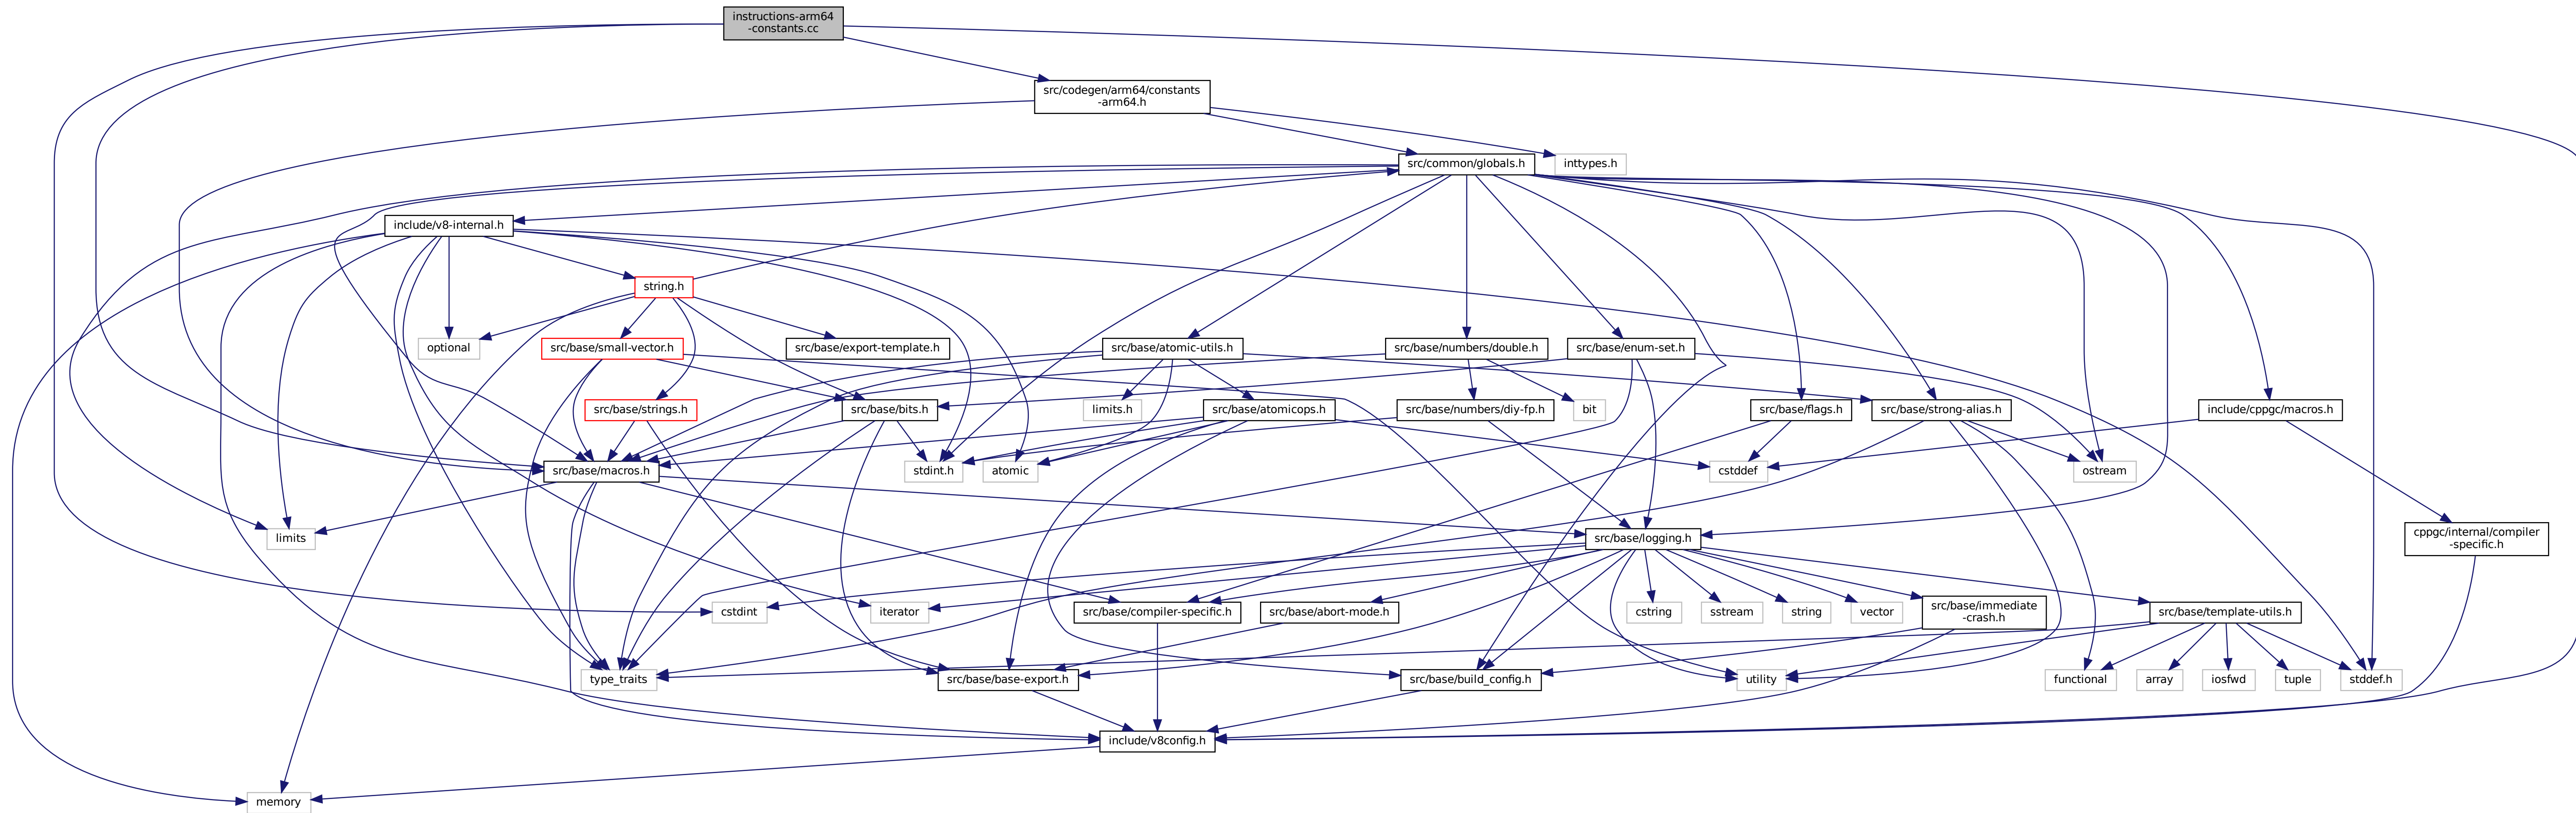 instructions-arm64
-constants.cc
src/codegen/arm64/constants
-arm64.h
src/common/globals.h
inttypes.h
include/v8-internal.h
string.h
optional
src/base/small-vector.h
src/base/export-template.h
src/base/atomic-utils.h
src/base/numbers/double.h
src/base/enum-set.h
src/base/strings.h
src/base/bits.h
limits.h
src/base/atomicops.h
src/base/numbers/diy-fp.h
bit
src/base/flags.h
src/base/strong-alias.h
include/cppgc/macros.h
src/base/macros.h
stdint.h
atomic
cstddef
ostream
limits
src/base/logging.h
cppgc/internal/compiler
-specific.h
cstdint
iterator
src/base/compiler-specific.h
src/base/abort-mode.h
cstring
sstream
string
vector
src/base/immediate
-crash.h
src/base/template-utils.h
type_traits
src/base/base-export.h
src/base/build_config.h
utility
functional
array
iosfwd
tuple
stddef.h
include/v8config.h
memory